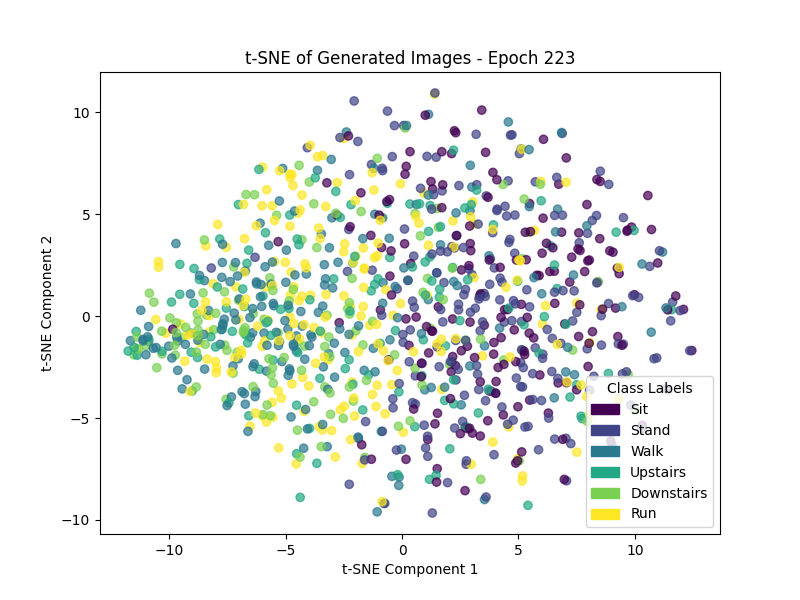 t-SNE of Generated Images - Epoch 223
10
5
0
−5
−10
t-SNE Component 2
−10
−5
0
5
10
t-SNE Component 1
Class Labels
Sit
Stand
Walk
Upstairs
Downstairs
Run